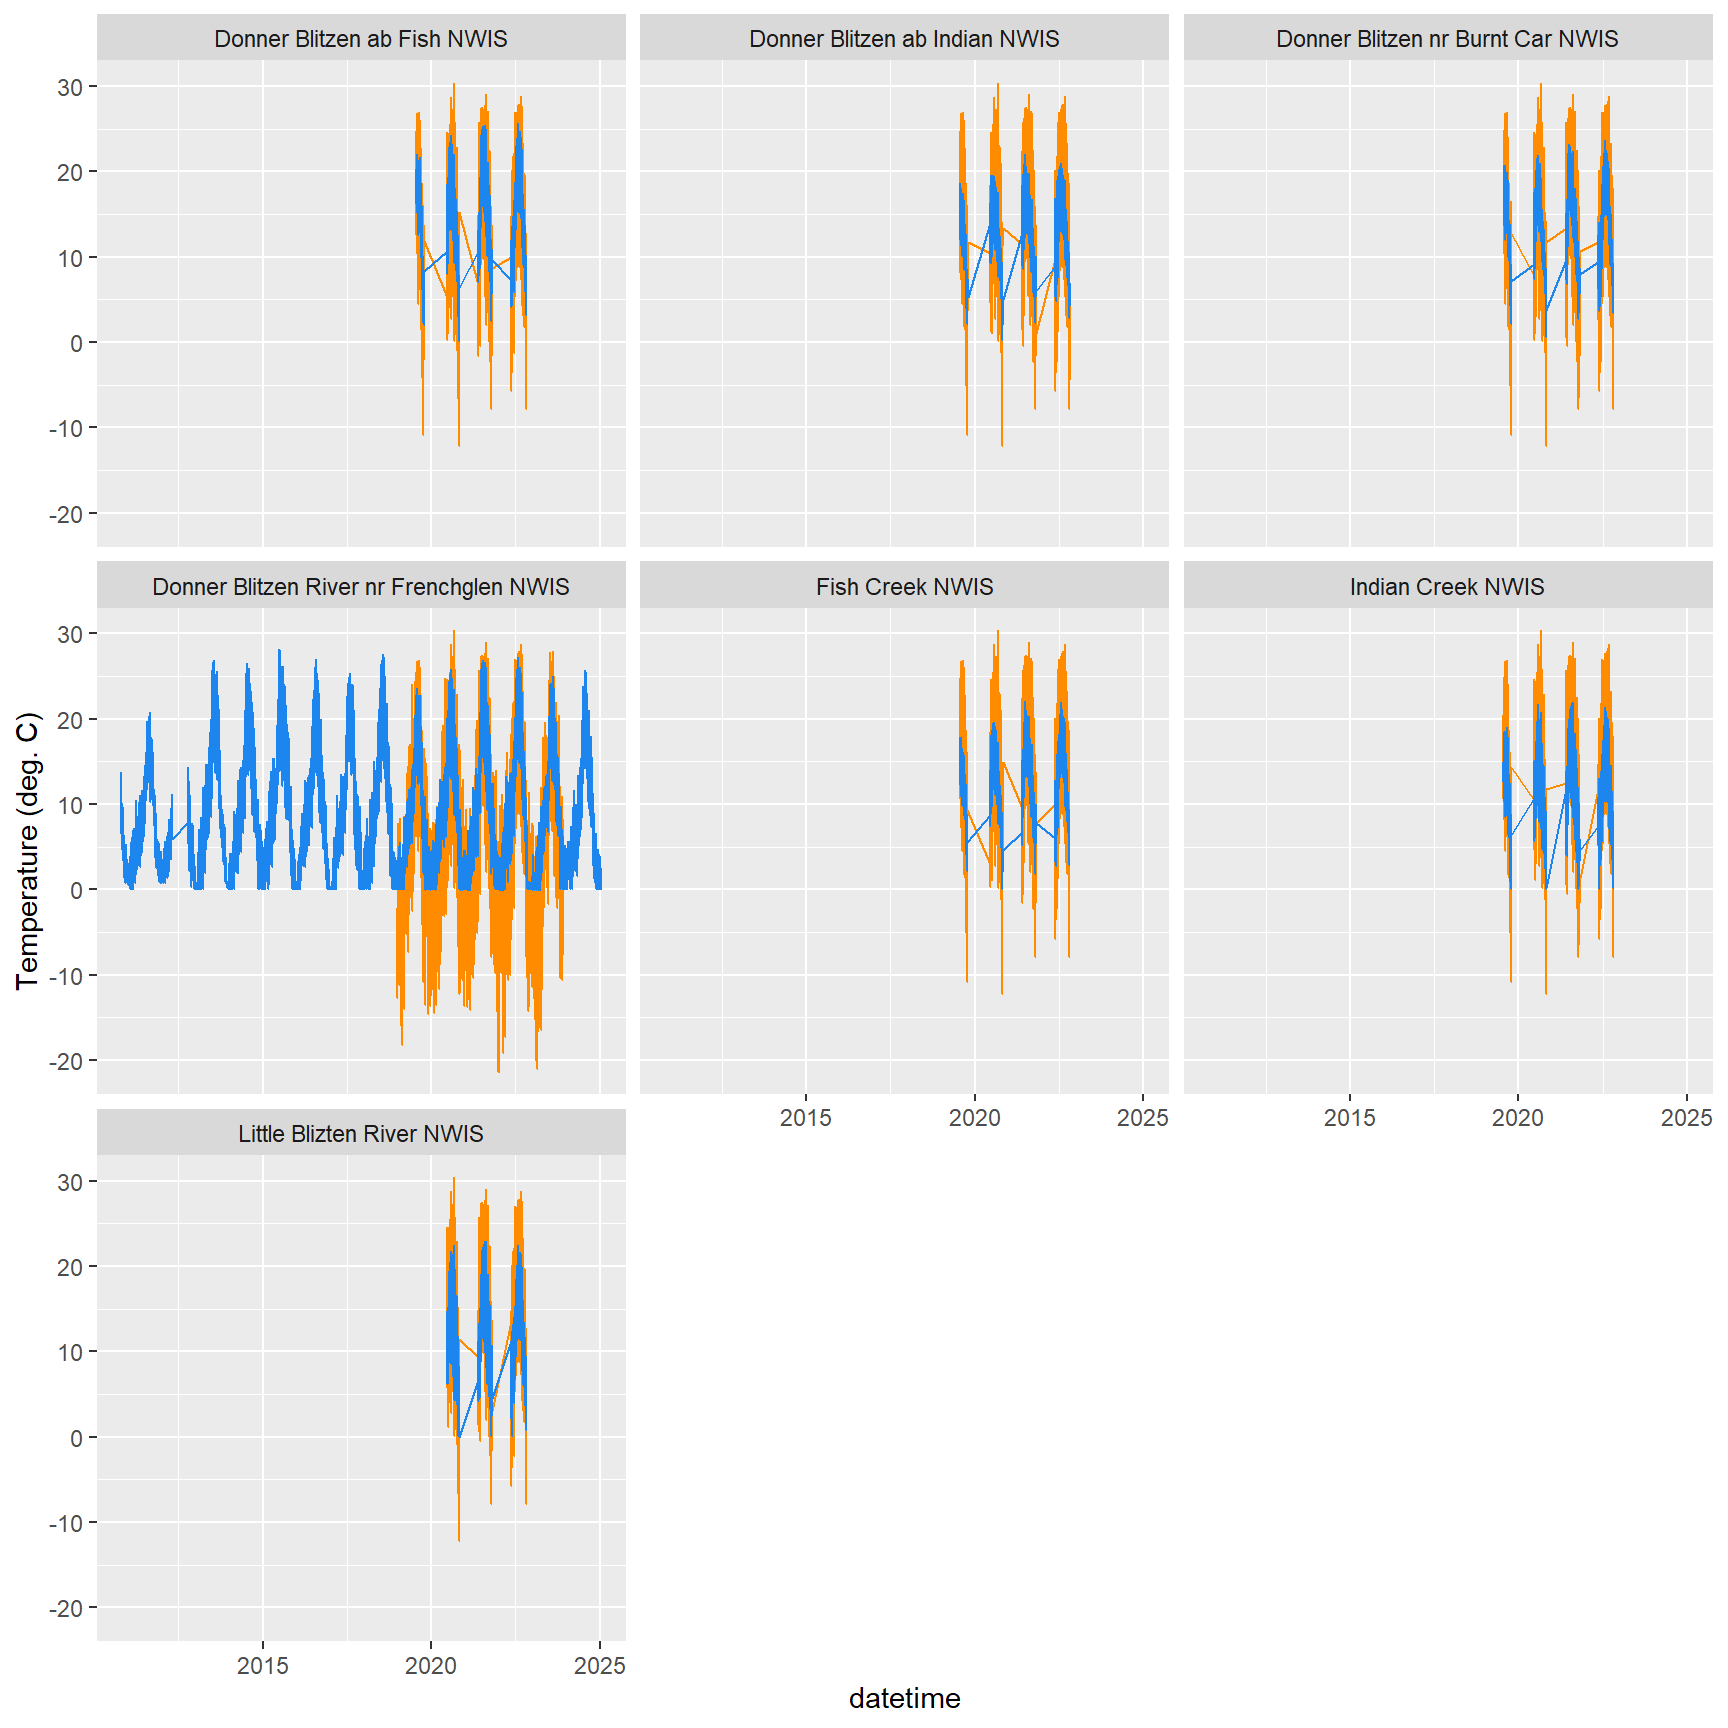 Donner Blitzen ab Fish NWIS
Donner Blitzen ab Indian NWIS
Donner Blitzen nr Burnt Car NWIS
30
20
10
0
-10
-20
Donner Blitzen River nr Frenchglen NWIS
Fish Creek NWIS
Indian Creek NWIS
Temperature (deg. C)
30
20
10
0
-10
-20
2015 2020 2025
2015 2020 2025
Little Blizten River NWIS
30
20
10
0
-10
-20
2015 2020 2025
datetime